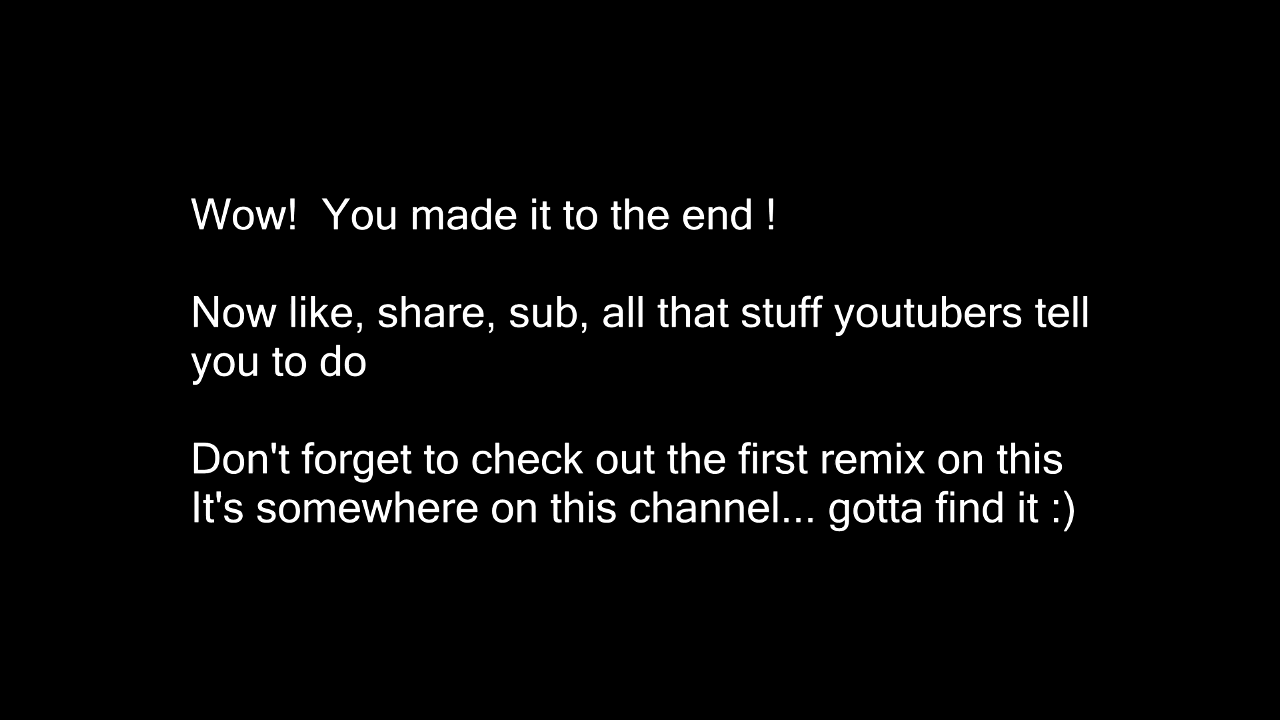 Wow!  You made it to the end !
Now like, share, sub, all that stuff youtubers tell
you to do
Don't forget to check out the first remix on this
It's somewhere on this channel... gotta find it :)